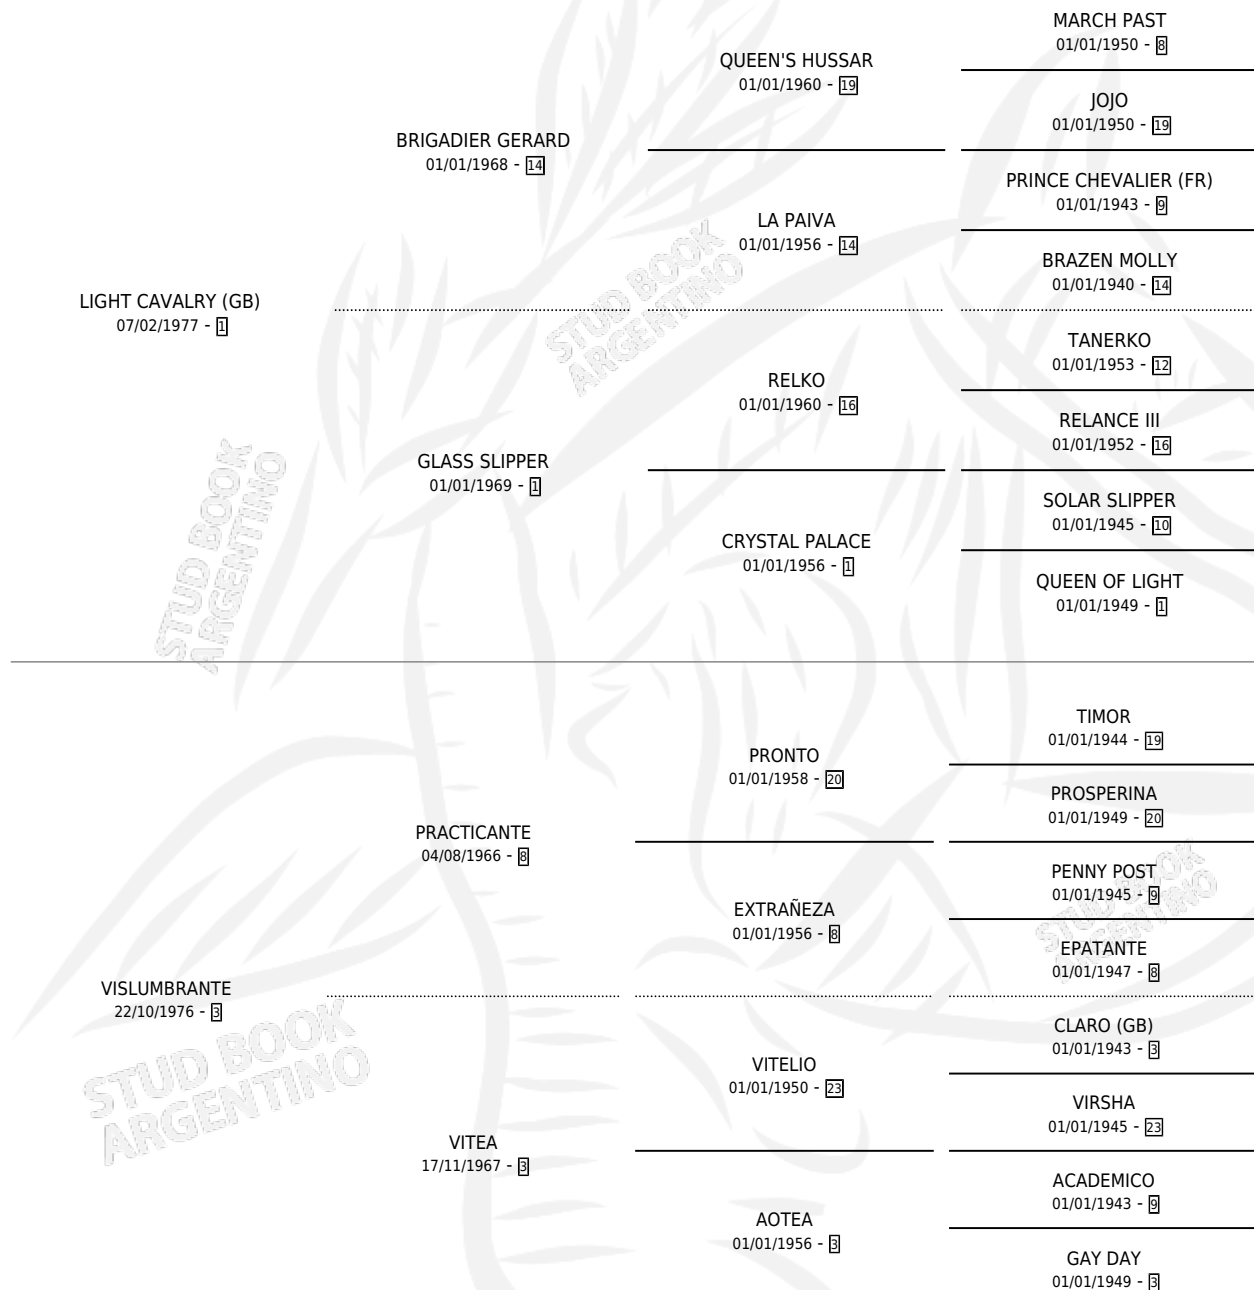 MARCH PAST
01/01/1950 - 8
QUEEN'S HUSSAR
01/01/1960 - 19
JOJO
01/01/1950 - 19
BRIGADIER GERARD
01/01/1968 - 14
PRINCE CHEVALIER (FR)
01/01/1943 - 9
LA PAIVA
01/01/1956 - 14
BRAZEN MOLLY
01/01/1940 - 14
LIGHT CAVALRY (GB)
07/02/1977 - 1
TANERKO
01/01/1953 - 12
RELKO
01/01/1960 - 16
RELANCE III
01/01/1952 - 16
GLASS SLIPPER
01/01/1969 - 1
SOLAR SLIPPER
01/01/1945 - 10
CRYSTAL PALACE
01/01/1956 - 1
QUEEN OF LIGHT
01/01/1949 - 1
TIMOR
01/01/1944 - 19
PRONTO
01/01/1958 - 20
PROSPERINA
01/01/1949 - 20
PRACTICANTE
04/08/1966 - 8
PENNY POST
01/01/1945 - 9
EXTRAÑEZA
01/01/1956 - 8
EPATANTE
01/01/1947 - 8
VISLUMBRANTE
22/10/1976 - 3
CLARO (GB)
01/01/1943 - 3
VITELIO
01/01/1950 - 23
VIRSHA
01/01/1945 - 23
VITEA
17/11/1967 - 3
ACADEMICO
01/01/1943 - 9
AOTEA
01/01/1956 - 3
GAY DAY
01/01/1949 - 3
STUD BOOK
ARGENTINO
STUD BOOK
ARGENTINO
STUD BOOK
ARGENTINO
STUD BOOK
ARGENTINO